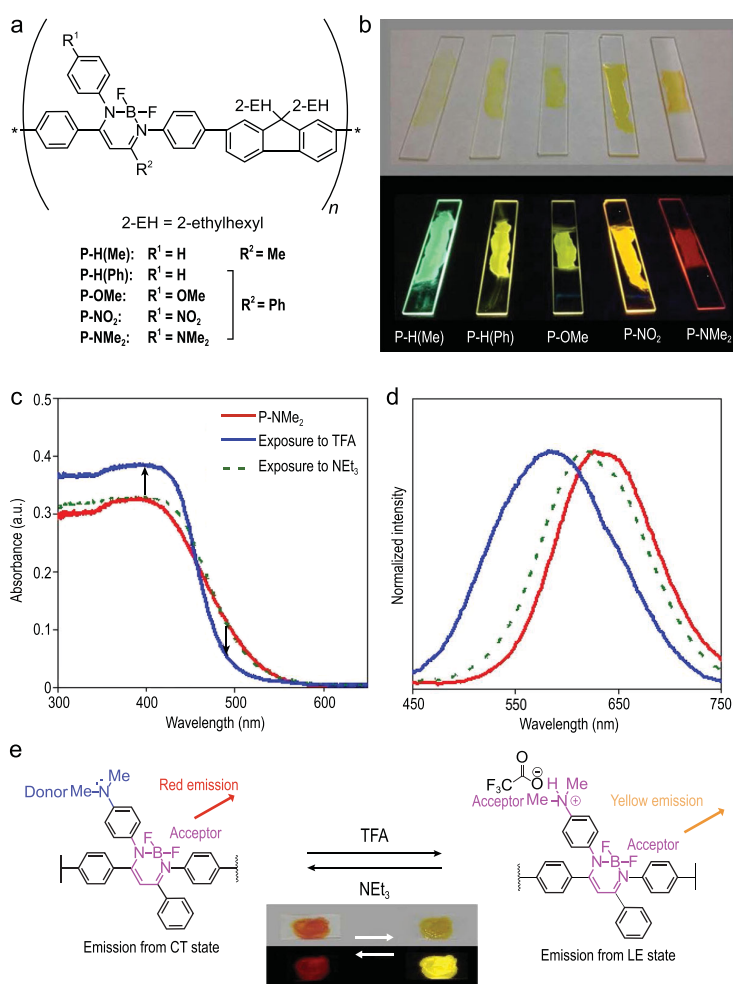 a
R¹
F
B
F
N
N
2-EH 2-EH
*
*
R²
n
2-EH = 2-ethylhexyl
P-H(Me): R¹ = H R² = Me
P-H(Ph): R¹ = H
P-OMe: R¹ = OMe
R² = Ph
P-NO₂: R¹ = NO₂
P-NMe₂: R¹ = NMe₂
b
P-H(Me) P-H(Ph) P-OMe P-NO₂ P-NMe₂
c
0.5
0.4
0.3
0.2
0.1
0
Absorbance (a.u.)
P-NMe₂
Exposure to TFA
Exposure to NEt₃
300 400 500 600
Wavelength (nm)
d
Normalized intensity
450 550 650 750
Wavelength (nm)
e
Donor Me N Me
Red emission
F
Acceptor
N B F
N
Emission from CT state
TFA
NEt₃
O
F₃C O⊖
H
Acceptor Me N Me
⊕
Yellow emission
F
Acceptor
N B F
N
Emission from LE state